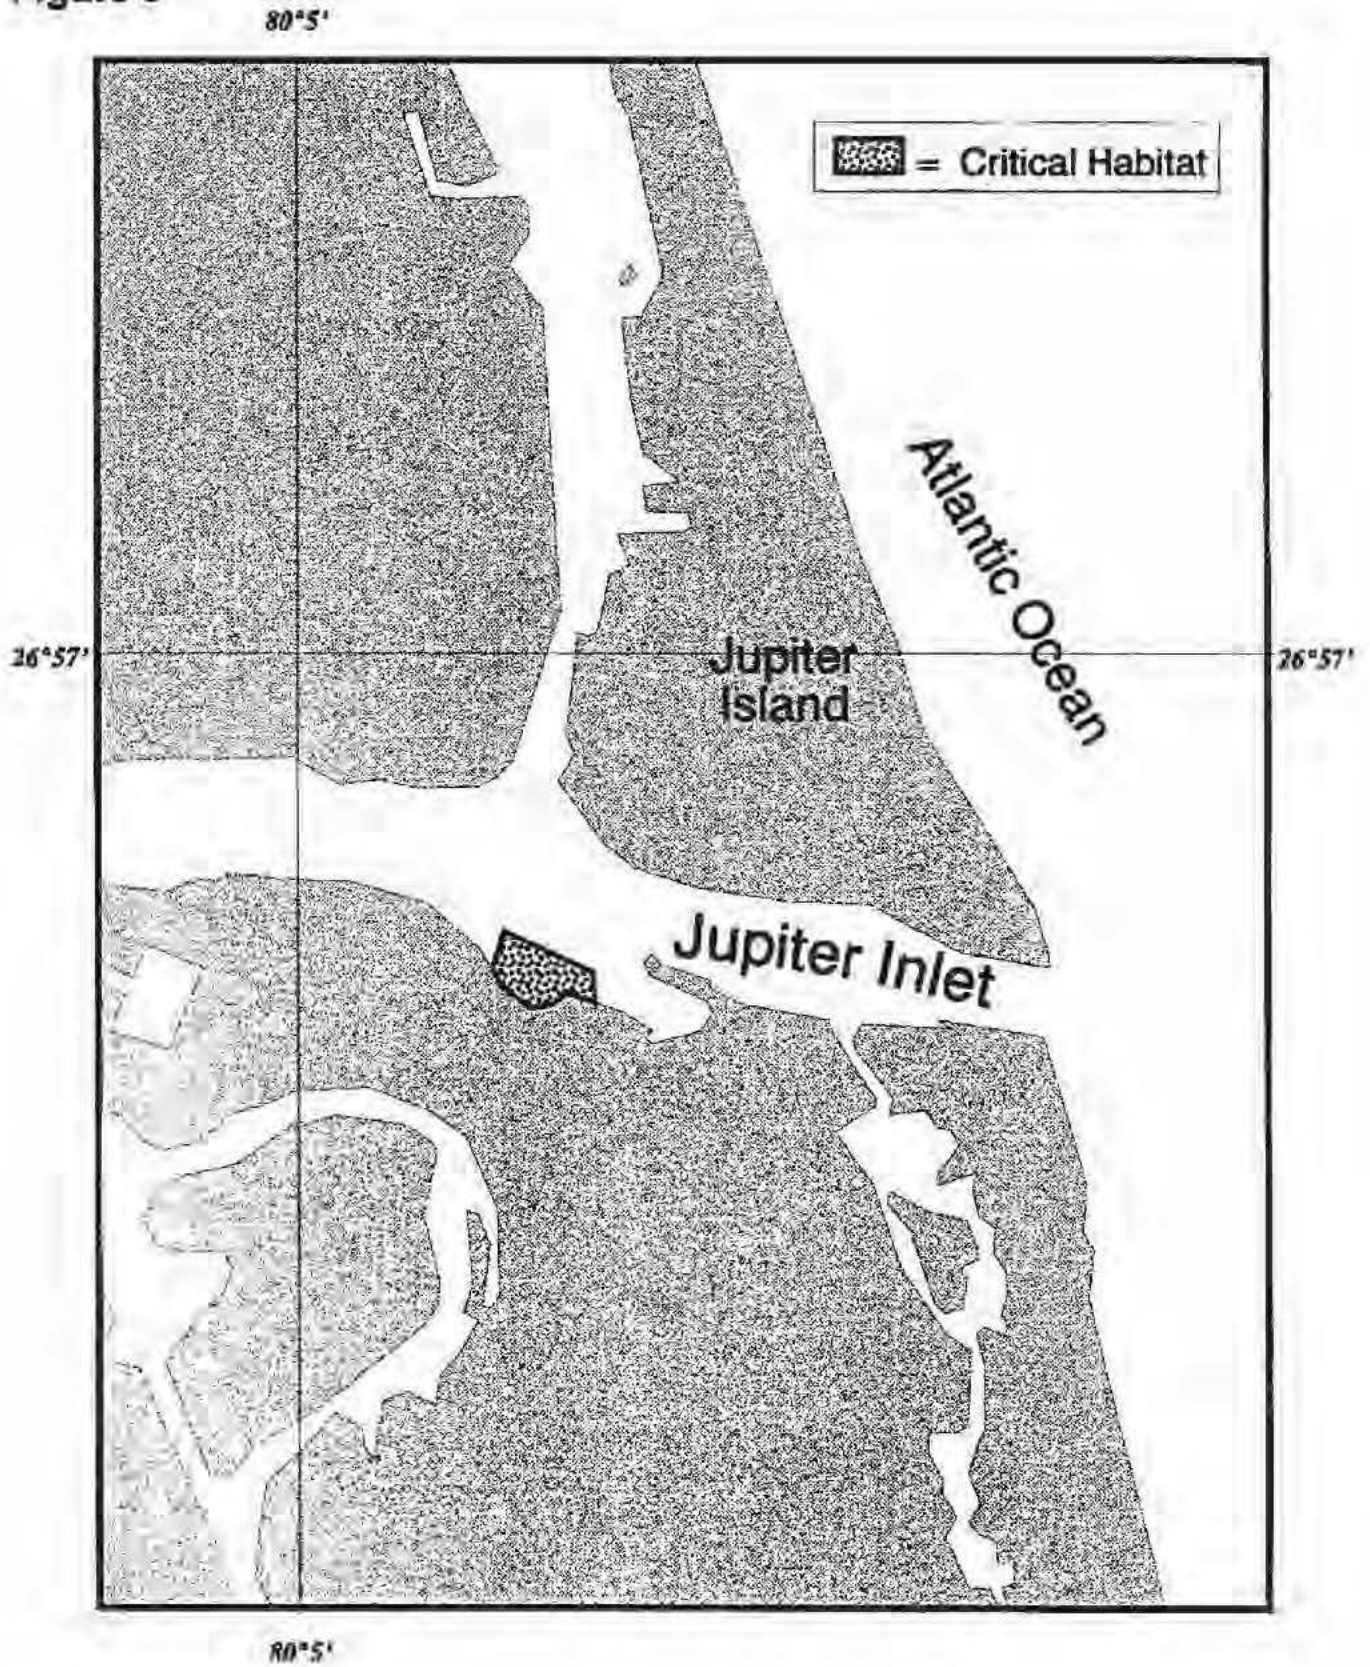 80°5'
= Critical Habitat
Atlantic Ocean
26°57'
26°57'
Jupiter
Island
Jupiter Inlet
80°5'